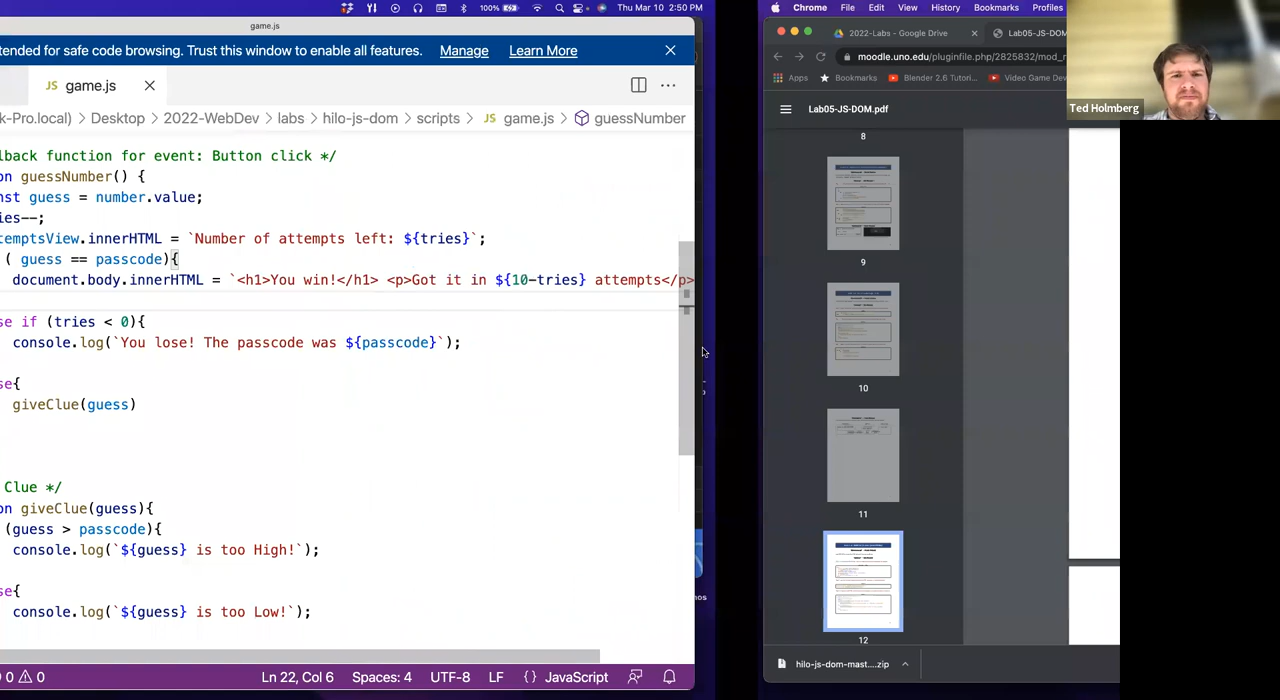 100% Thu Mar 10 2:50 PM
game.js
tended for safe code browsing. Trust this window to enable all features. Manage Learn More
JS game.js
k-Pro.local) > Desktop > 2022-WebDev > labs > hilo-js-dom > scripts > JS game.js > guessNumber
lback function for event: Button click */
on guessNumber() {
nst guess = number.value;
ies--;
temptsView.innerHTML = `Number of attempts left: ${tries}`;
( guess == passcode){
document.body.innerHTML = `<h1>You win!</h1> <p>Got it in ${10-tries} attempts</p>
se if (tries < 0){
console.log(`You lose! The passcode was ${passcode}`);
se{
giveClue(guess)
Clue */
on giveClue(guess){
(guess > passcode){
console.log(`${guess} is too High!`);
se{
console.log(`${guess} is too Low!`);
0 0 Ln 22, Col 6 Spaces: 4 UTF-8 LF {} JavaScript
Chrome File Edit View History Bookmarks Profiles
2022-Labs - Google Drive Lab05-JS-DOM
moodle.uno.edu/pluginfile.php/2825832/mod_r
Apps Bookmarks Blender 2.6 Tutori... Video Game Dev
Ted Holmberg
Lab05-JS-DOM.pdf
8
9
10
11
12
hilo-js-dom-mast....zip